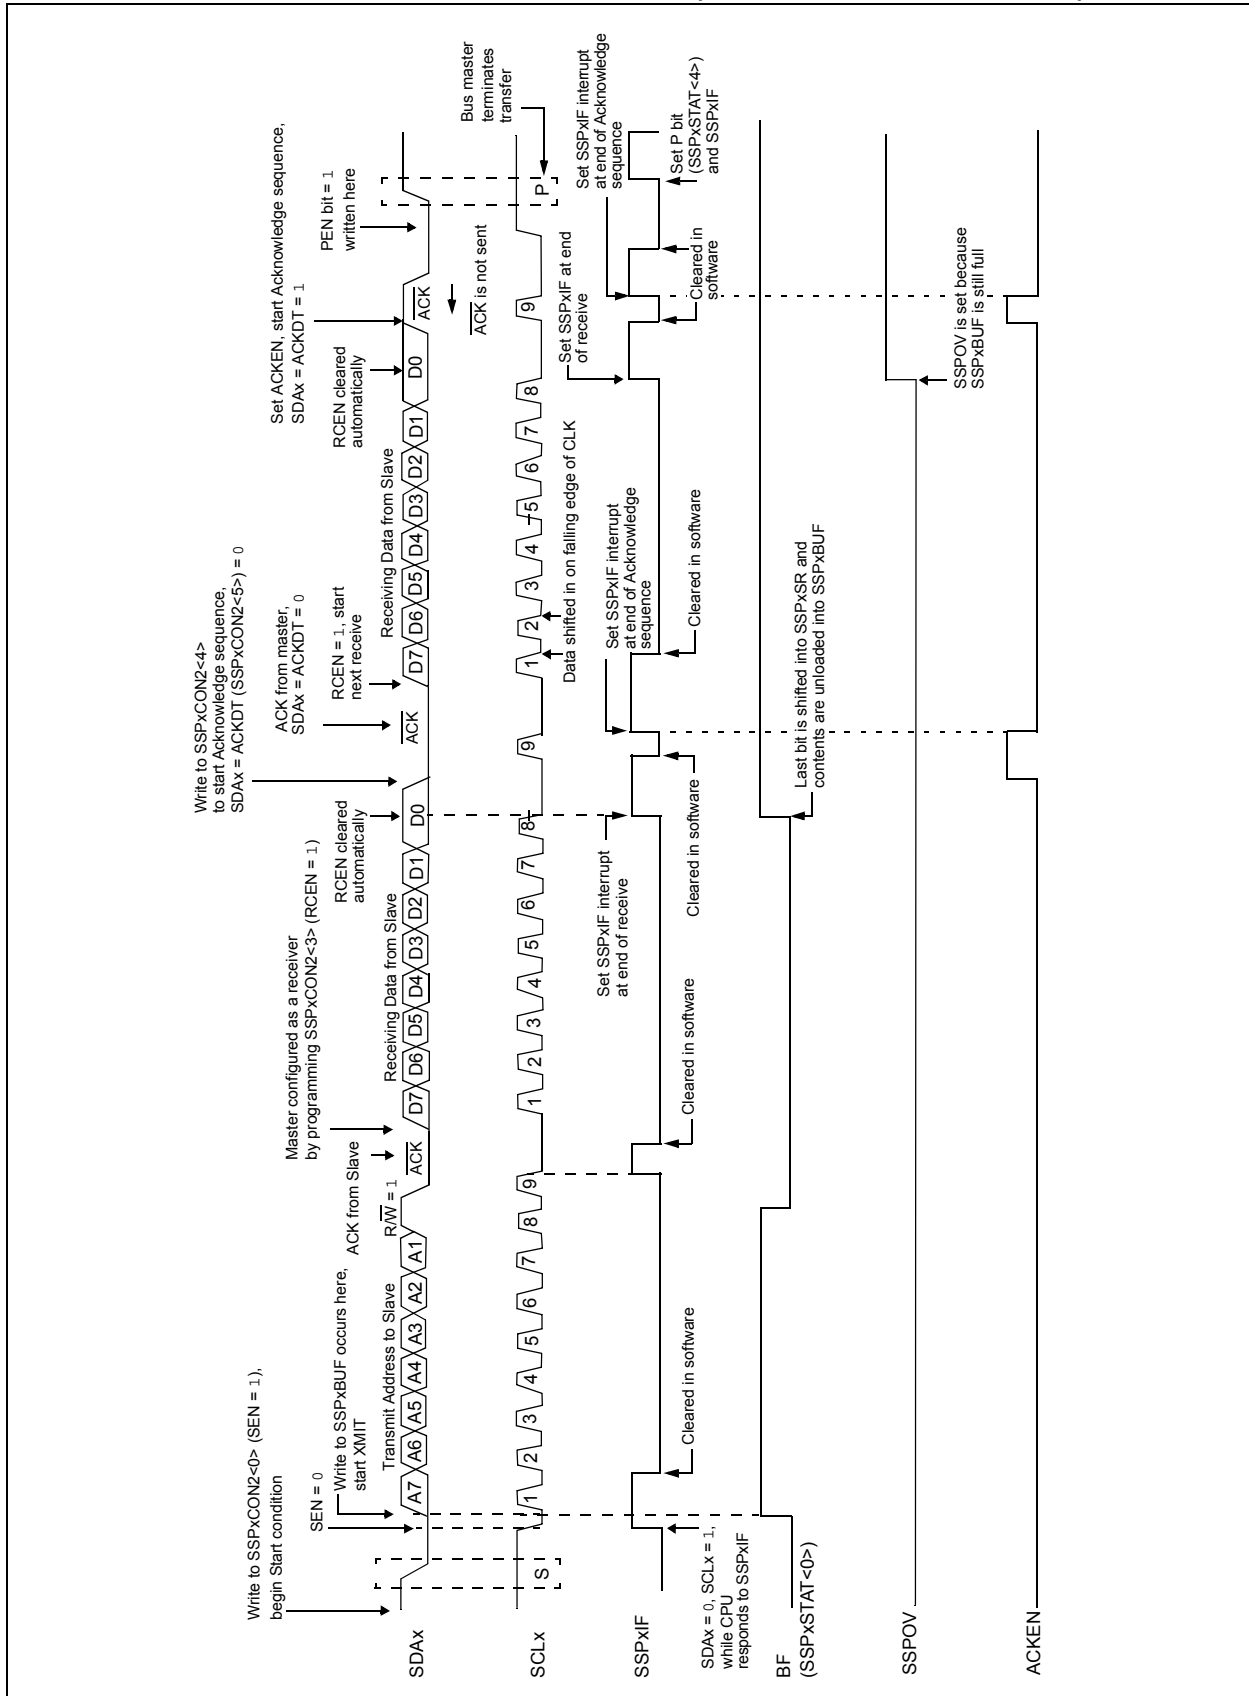 Write to SSPxCON2<0> (SEN = 1),
begin Start condition
SEN = 0
Write to SSPxBUF occurs here,
start XMIT
Transmit Address to Slave
ACK from Slave
R/W = 1
Master configured as a receiver
by programming SSPxCON2<3> (RCEN = 1)
Receiving Data from Slave
RCEN cleared
automatically
Write to SSPxCON2<4>
to start Acknowledge sequence,
SDAx = ACKDT (SSPxCON2<5>) = 0
ACK from master,
SDAx = ACKDT = 0
RCEN = 1, start
next receive
Receiving Data from Slave
RCEN cleared
automatically
Set ACKEN, start Acknowledge sequence,
SDAx = ACKDT = 1
PEN bit = 1
written here
SDAx
A7 A6 A5 A4 A3 A2 A1
ACK
D7 D6 D5 D4 D3 D2 D1 D0
ACK
D7 D6 D5 D4 D3 D2 D1 D0
ACK
ACK is not sent
Bus master
terminates
transfer
SCLx
S
1 2 3 4 5 6 7 8 9
1 2 3 4 5 6 7 8 9
1 2 3 4 5 6 7 8 9
P
Data shifted in on falling edge of CLK
Set SSPxIF interrupt
at end of receive
Set SSPxIF interrupt
at end of Acknowledge
sequence
Set SSPxIF at end
of receive
Set SSPxIF interrupt
at end of Acknowledge
sequence
SSPxIF
SDAx = 0, SCLx = 1,
while CPU
responds to SSPxIF
Cleared in software
Cleared in software
Cleared in software
Cleared in software
Cleared in
software
Set P bit
(SSPxSTAT<4>)
and SSPxIF
BF
(SSPxSTAT<0>)
Last bit is shifted into SSPxSR and
contents are unloaded into SSPxBUF
SSPOV
SSPOV is set because
SSPxBUF is still full
ACKEN